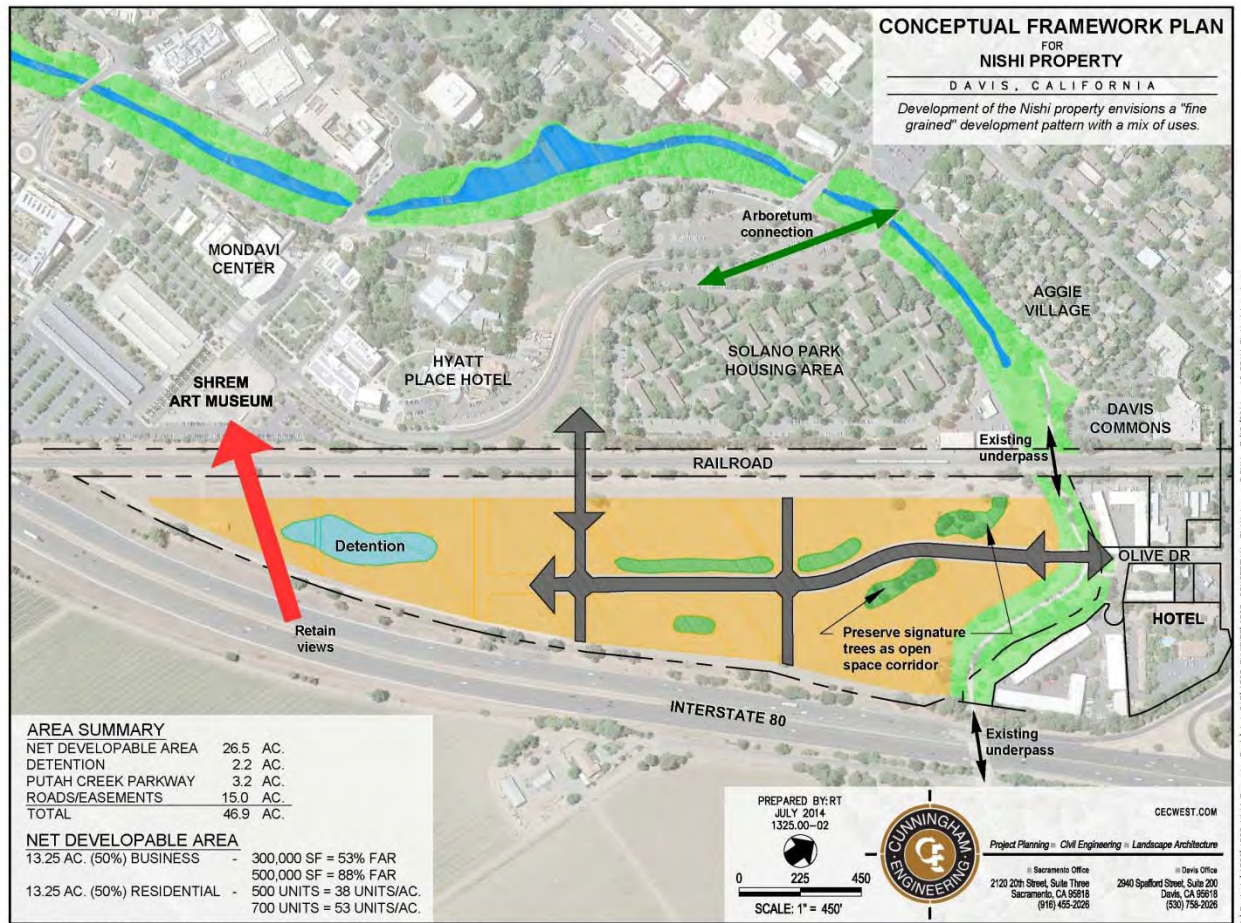 CONCEPTUAL FRAMEWORK PLAN
FOR
NISHI PROPERTY
DAVIS, CALIFORNIA
Development of the Nishi property envisions a "fine
grained" development pattern with a mix of uses.
Arboretum
connection
MONDAVI
CENTER
AGGIE
VILLAGE
HYATT
PLACE HOTEL
SOLANO PARK
HOUSING AREA
SHREM
ART MUSEUM
DAVIS
COMMONS
Existing
underpass
RAILROAD
Detention
OLIVE DR
HOTEL
Retain
views
Preserve signature
trees as open
space corridor
INTERSTATE 80
Existing
underpass
AREA SUMMARY
NET DEVELOPABLE AREA 26.5 AC.
DETENTION 2.2 AC.
PUTAH CREEK PARKWAY 3.2 AC.
ROADS/EASEMENTS 15.0 AC.
TOTAL 46.9 AC.
NET DEVELOPABLE AREA
13.25 AC. (50%) BUSINESS - 300,000 SF = 53% FAR
500,000 SF = 88% FAR
13.25 AC. (50%) RESIDENTIAL - 500 UNITS = 38 UNITS/AC.
700 UNITS = 53 UNITS/AC.
PREPARED BY:RT
JULY 2014
1325.00-02
0 225 450
SCALE: 1" = 450'
CUNNINGHAM
ENGINEERING
CECWEST.COM
Project Planning Civil Engineering Landscape Architecture
Sacramento Office
2120 20th Street, Suite Three
Sacramento, CA 95818
(916) 455-2026
Davis Office
2940 Spafford Street, Suite 200
Davis, CA 95618
(530) 758-2026